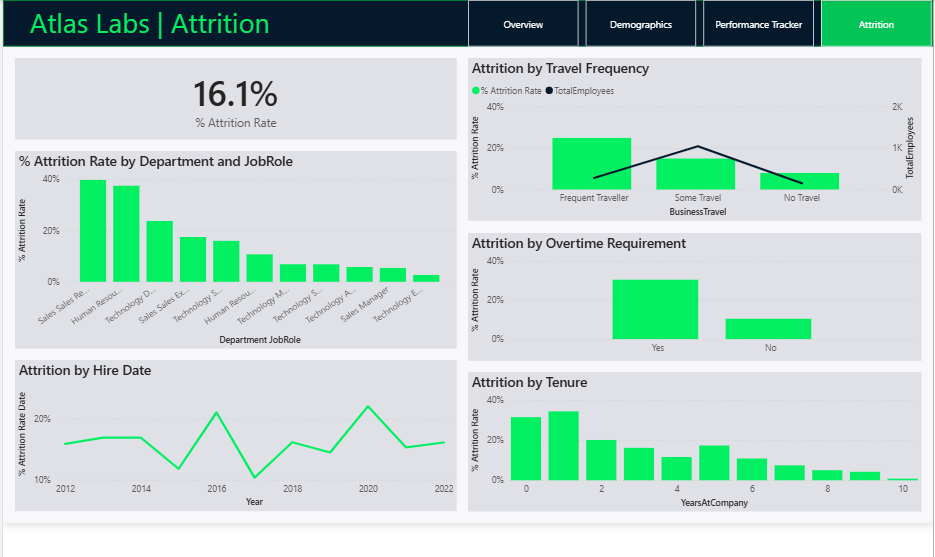 Atlas Labs | Attrition
Overview
Demographics
Performance Tracker
Attrition
16.1%
% Attrition Rate
% Attrition Rate by Department and JobRole
% Attrition Rate
40%
20%
0%
Sales Sales Re...
Human Resou...
Technology D...
Sales Sales Ex...
Technology S...
Human Resou...
Technology M...
Technology S...
Technology A...
Sales Manager
Technology E...
Department JobRole
Attrition by Hire Date
% Attrition Rate Date
20%
10%
2012 2014 2016 2018 2020 2022
Year
Attrition by Travel Frequency
% Attrition Rate TotalEmployees
% Attrition Rate
40%
20%
0%
2K
1K
0K
TotalEmployees
Frequent Traveller Some Travel No Travel
BusinessTravel
Attrition by Overtime Requirement
% Attrition Rate
40%
20%
0%
Yes No
Attrition by Tenure
% Attrition Rate
40%
20%
0%
0 2 4 6 8 10
YearsAtCompany